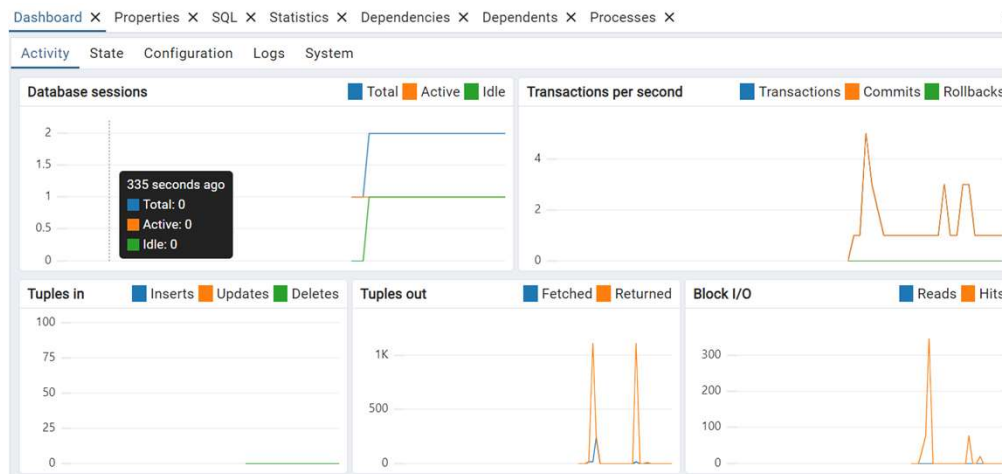 Dashboard Properties SQL Statistics Dependencies Dependents Processes
Activity State Configuration Logs System
Database sessions Total Active Idle
2
1.5
1
0.5
0
335 seconds ago
Total: 0
Active: 0
Idle: 0
Transactions per second Transactions Commits Rollbacks
4
2
0
Tuples in Inserts Updates Deletes
100
75
50
25
0
Tuples out Fetched Returned
1K
500
0
Block I/O Reads Hits
300
200
100
0